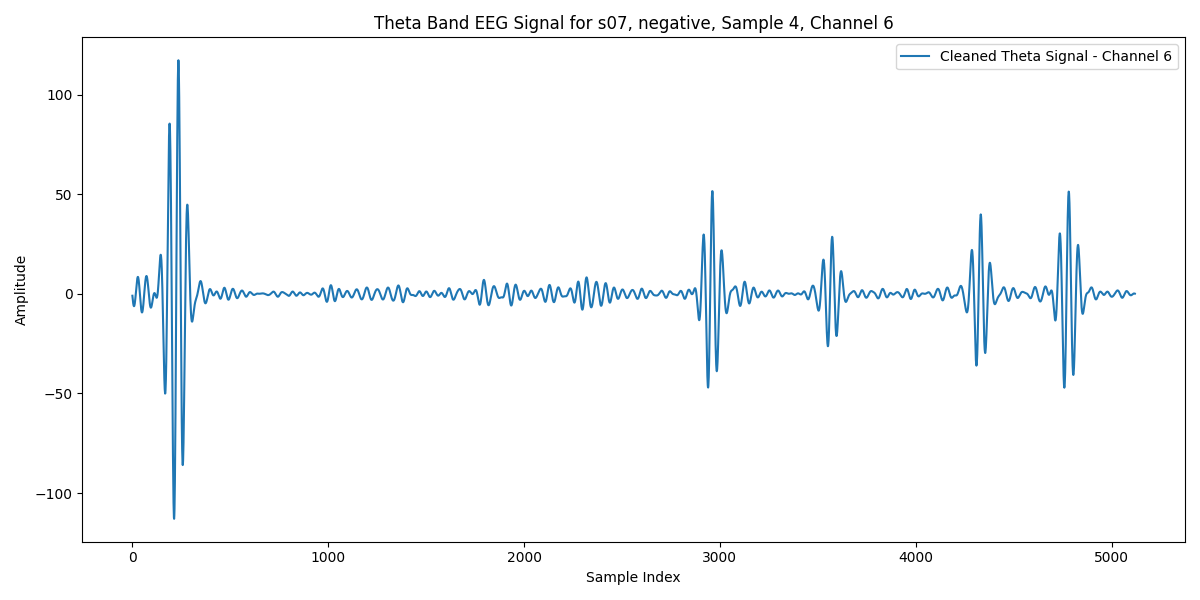 Theta Band EEG Signal for s07, negative, Sample 4, Channel 6
Cleaned Theta Signal - Channel 6
100
50
0
−50
−100
Amplitude
0 1000 2000 3000 4000 5000
Sample Index